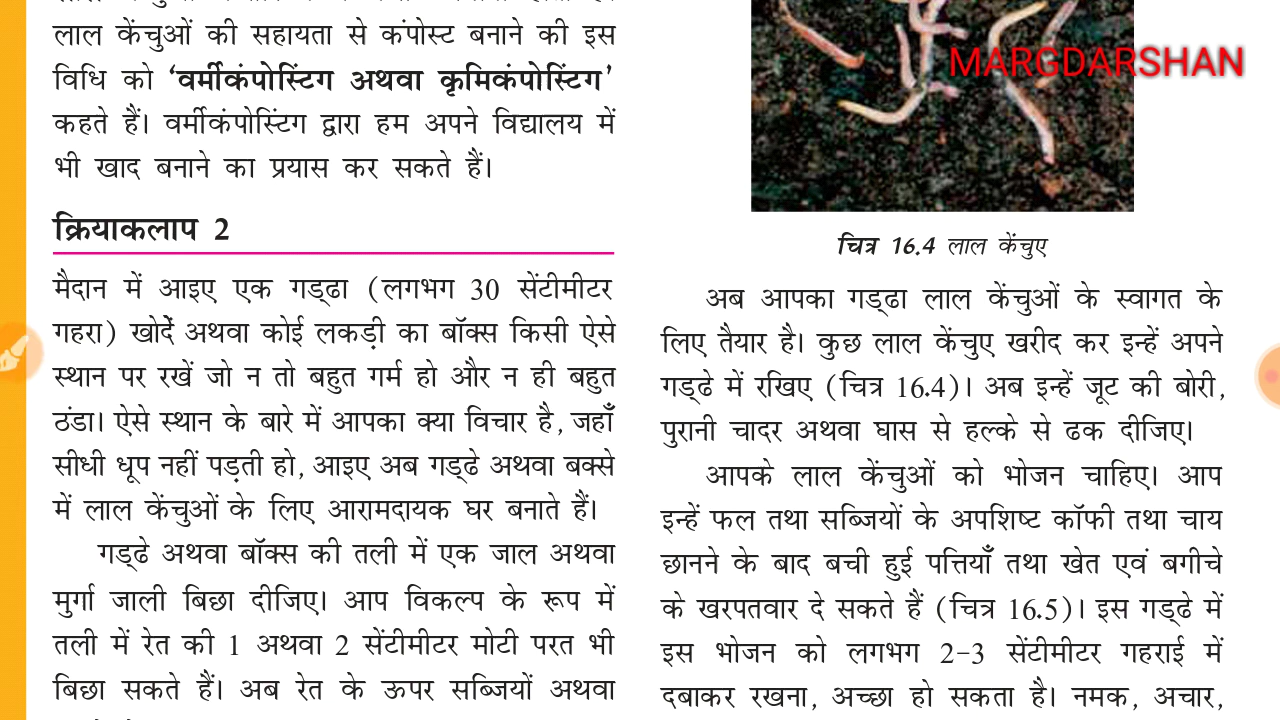 लाल केंचुओं की सहायता से कंपोस्ट बनाने की इस
विधि को ‘वर्मीकंपोस्टिंग अथवा कृमिकंपोस्टिंग’
कहते हैं। वर्मीकंपोस्टिंग द्वारा हम अपने विद्यालय में
भी खाद बनाने का प्रयास कर सकते हैं।
क्रियाकलाप 2
मैदान में आइए एक गड्ढा (लगभग 30 सेंटीमीटर
गहरा) खोदें अथवा कोई लकड़ी का बॉक्स किसी ऐसे
स्थान पर रखें जो न तो बहुत गर्म हो और न ही बहुत
ठंडा। ऐसे स्थान के बारे में आपका क्या विचार है, जहाँ
सीधी धूप नहीं पड़ती हो, आइए अब गड्ढे अथवा बक्से
में लाल केंचुओं के लिए आरामदायक घर बनाते हैं।
गड्ढे अथवा बॉक्स की तली में एक जाल अथवा
मुर्गा जाली बिछा दीजिए। आप विकल्प के रूप में
तली में रेत की 1 अथवा 2 सेंटीमीटर मोटी परत भी
बिछा सकते हैं। अब रेत के ऊपर सब्जियों अथवा
MARGDARSHAN
चित्र 16.4 लाल केंचुए
अब आपका गड्ढा लाल केंचुओं के स्वागत के
लिए तैयार है। कुछ लाल केंचुए खरीद कर इन्हें अपने
गड्ढे में रखिए (चित्र 16.4)। अब इन्हें जूट की बोरी,
पुरानी चादर अथवा घास से हल्के से ढक दीजिए।
आपके लाल केंचुओं को भोजन चाहिए। आप
इन्हें फल तथा सब्जियों के अपशिष्ट कॉफी तथा चाय
छानने के बाद बची हुई पत्तियाँ तथा खेत एवं बगीचे
के खरपतवार दे सकते हैं (चित्र 16.5)। इस गड्ढे में
इस भोजन को लगभग 2-3 सेंटीमीटर गहराई में
दबाकर रखना, अच्छा हो सकता है। नमक, अचार,